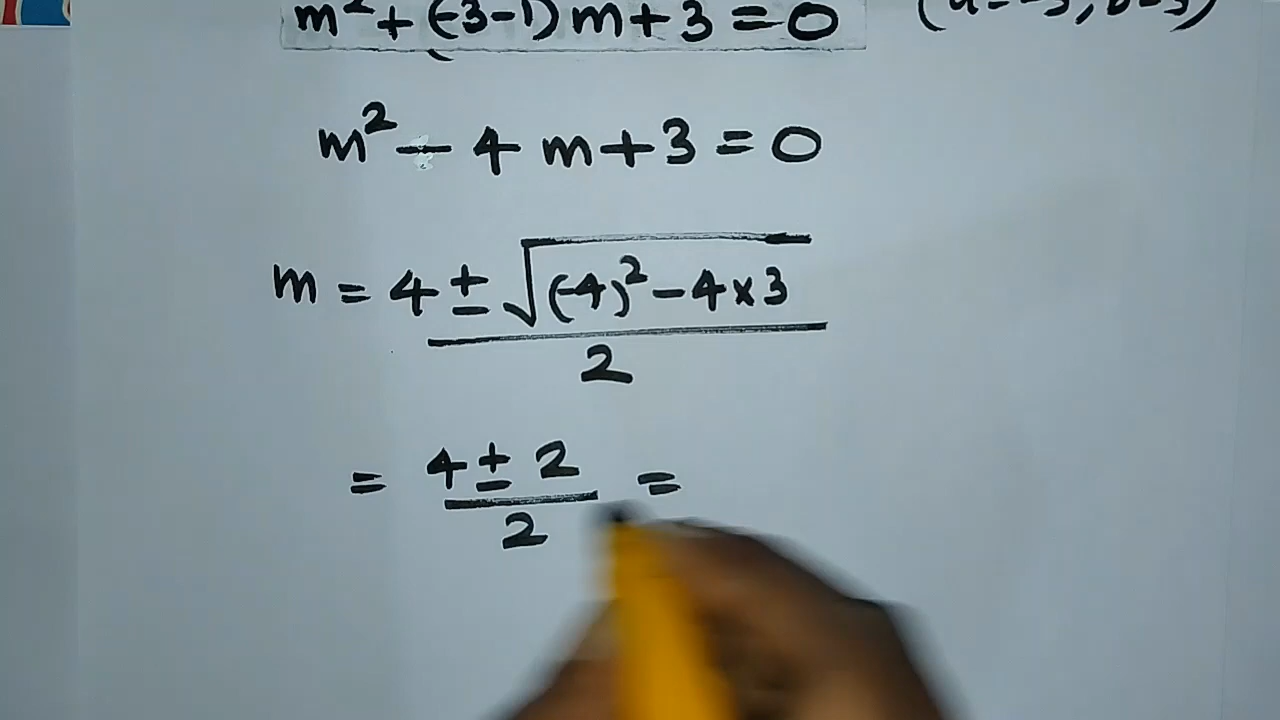 m² + (-3-1) m + 3 = 0
m² - 4 m + 3 = 0
m = 4 ± √(-4)² - 4 × 3
2
= 4 ± 2 =
2